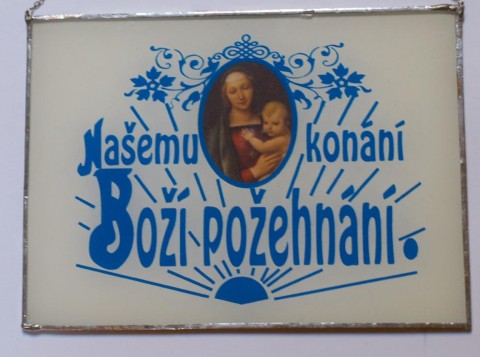 Našemu konání
Boží požehnání.